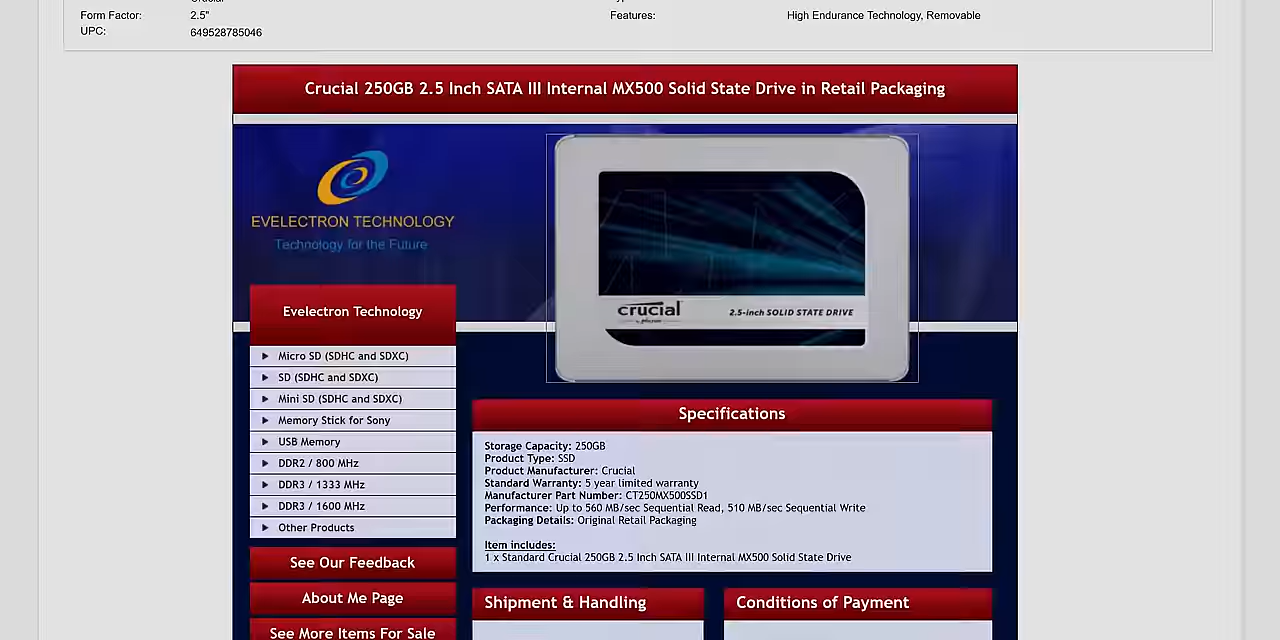 Form Factor: 2.5"
Features: High Endurance Technology, Removable
UPC: 649528785046
Crucial 250GB 2.5 Inch SATA III Internal MX500 Solid State Drive in Retail Packaging
EVELECTRON TECHNOLOGY
Technology for the Future
crucial
2.5-inch SOLID STATE DRIVE
Evelectron Technology
Micro SD (SDHC and SDXC)
SD (SDHC and SDXC)
Mini SD (SDHC and SDXC)
Memory Stick for Sony
USB Memory
DDR2 / 800 MHz
DDR3 / 1333 MHz
DDR3 / 1600 MHz
Other Products
See Our Feedback
About Me Page
See More Items For Sale
Specifications
Storage Capacity: 250GB
Product Type: SSD
Product Manufacturer: Crucial
Standard Warranty: 5 year limited warranty
Manufacturer Part Number: CT250MX500SSD1
Performance: Up to 560 MB/sec Sequential Read, 510 MB/sec Sequential Write
Packaging Details: Original Retail Packaging
Item includes:
1 x Standard Crucial 250GB 2.5 Inch SATA III Internal MX500 Solid State Drive
Shipment & Handling
Conditions of Payment